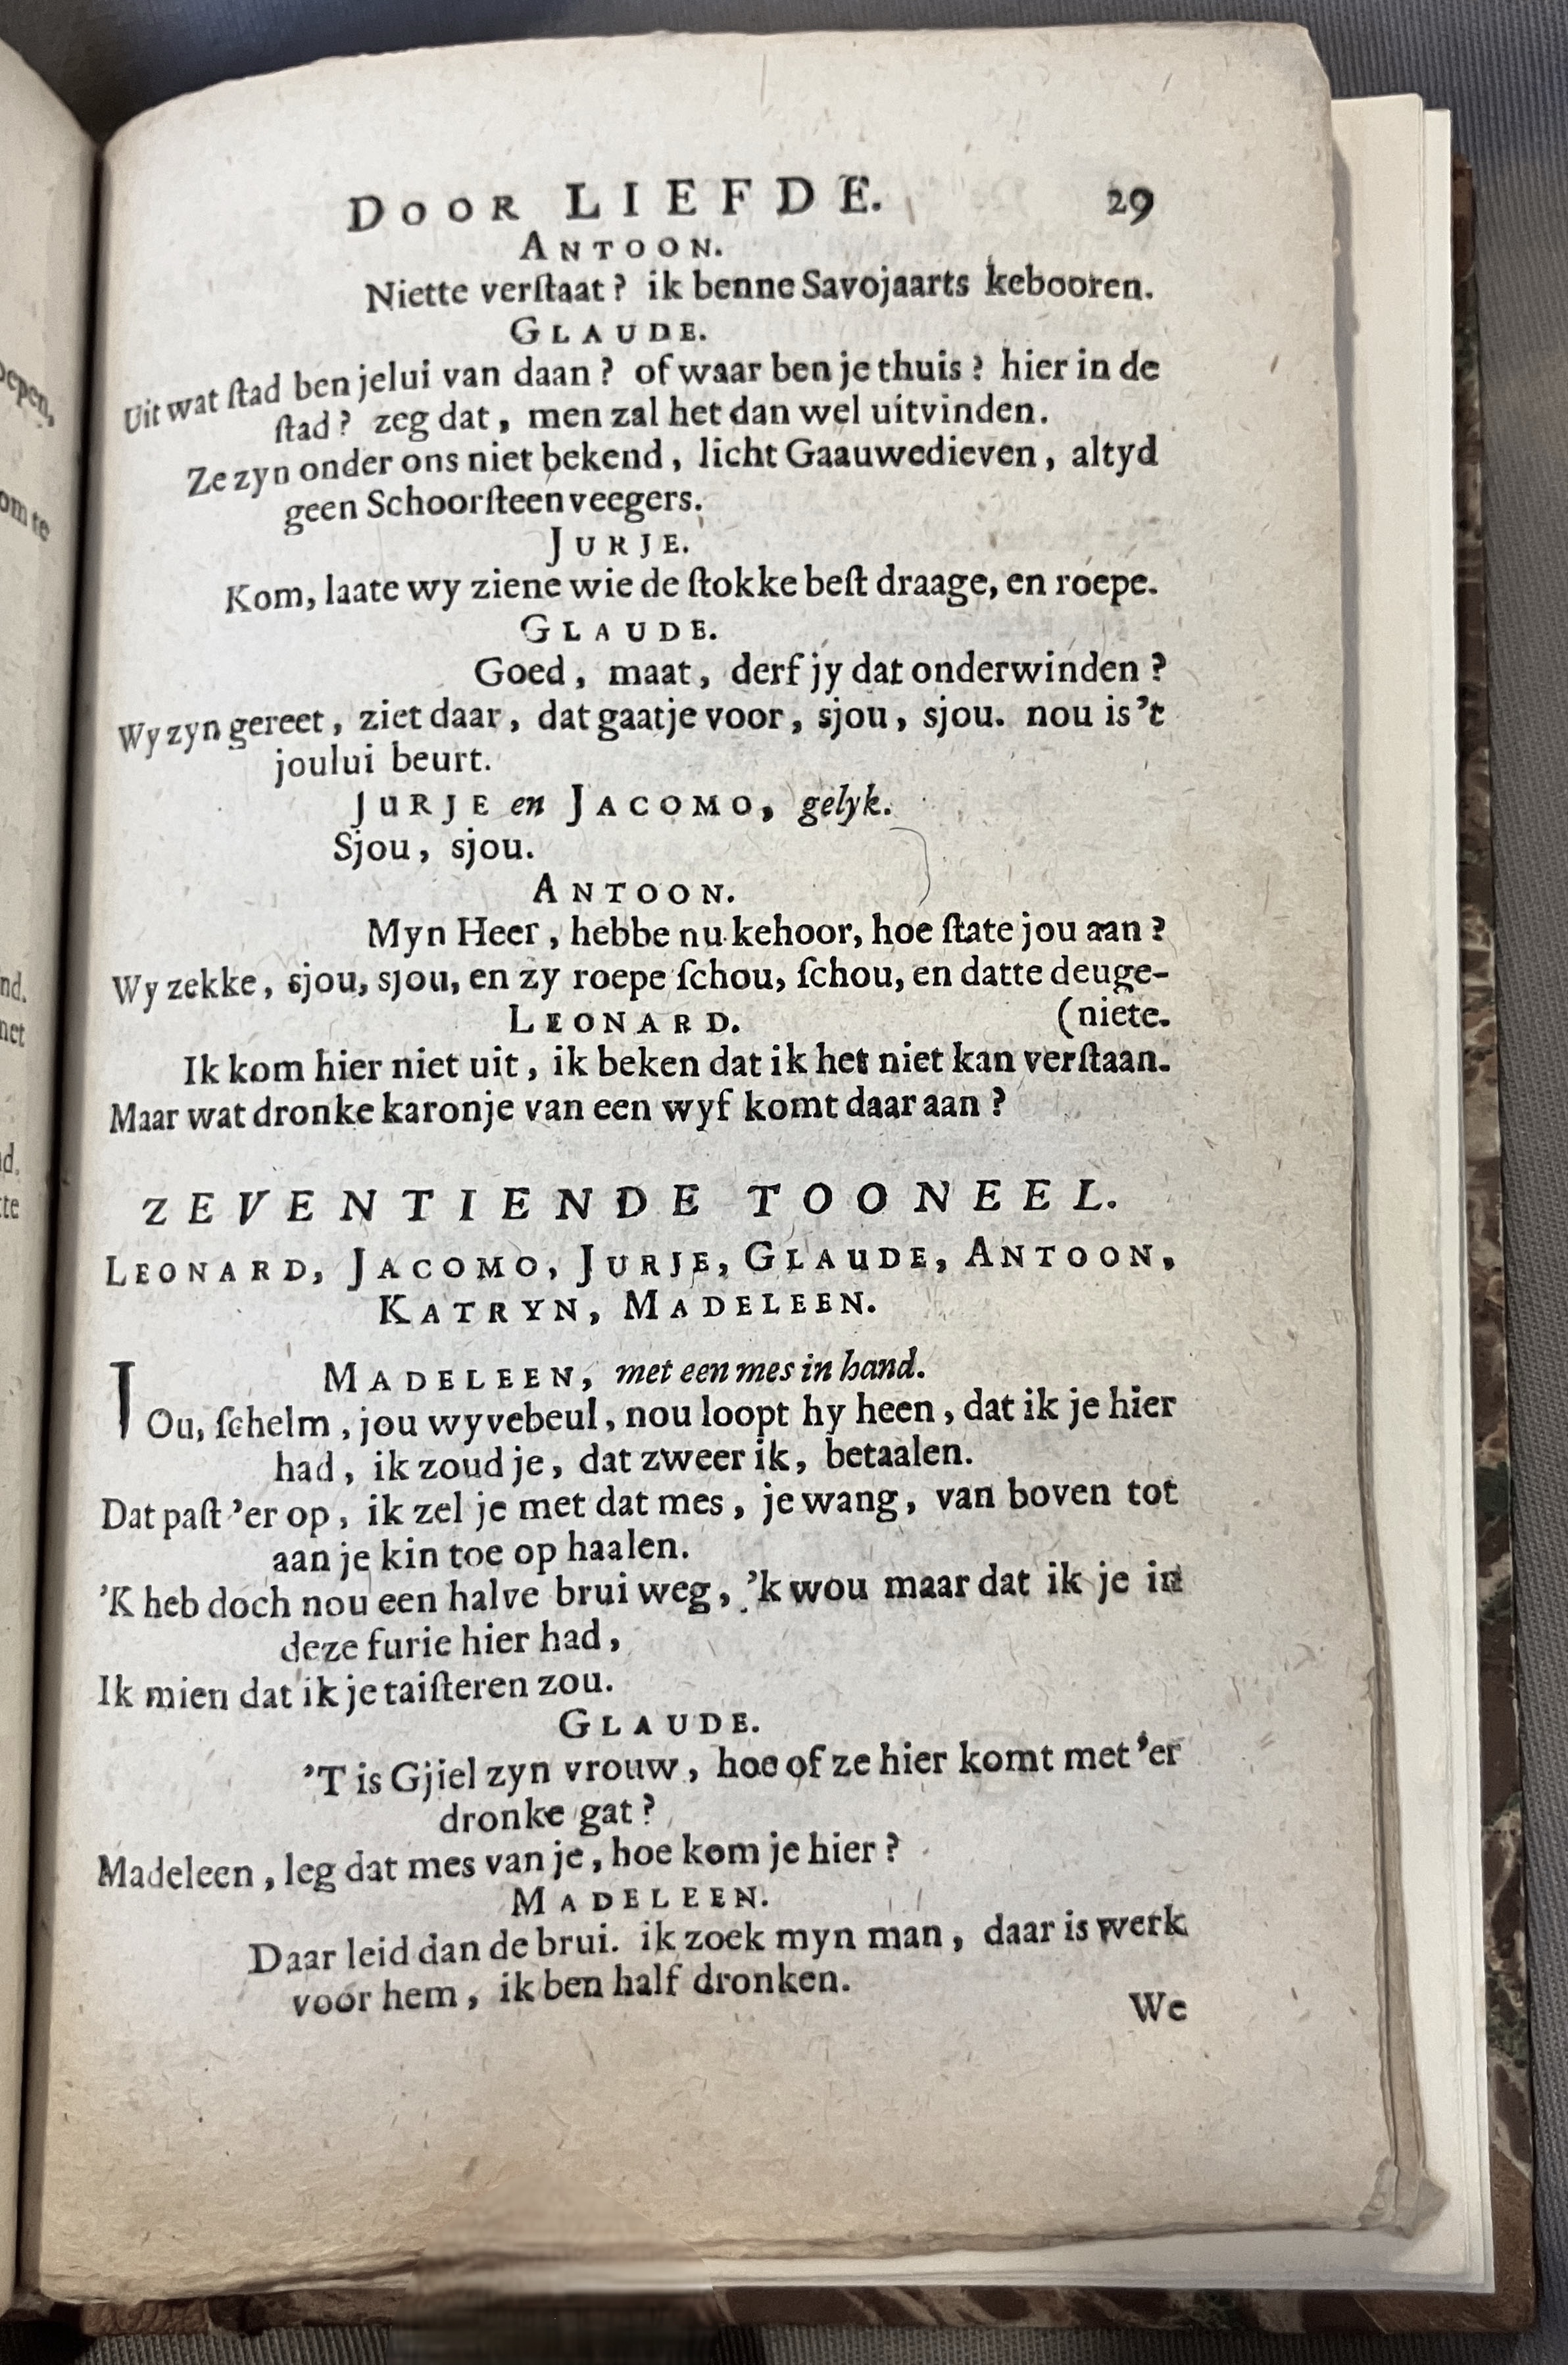 DOOR LIEFDE. 29
ANTOON.
Niette verſtaat? ik benne Savojaarts kebooren.
GLAUDE.
Uit wat ſtad ben jelui van daan? of waar ben je thuis? hier in de
ſtad? zeg dat, men zal het dan wel uitvinden.
Ze zyn onder ons niet bekend, licht Gaauwedieven, altyd
geen Schoorſteenveegers.
JURJE.
Kom, laate wy ziene wie de ſtokke beſt draage, en roepe.
GLAUDE.
Goed, maat, derf jy dat onderwinden?
Wy zyn gereet, ziet daar, dat gaatje voor, sjou, sjou. nou is 't
joului beurt.
JURJE en JACOMO, gelyk.
Sjou, sjou.
ANTOON.
Myn Heer, hebbe nu kehoor, hoe ſtate jou aan?
Wy zekke, sjou, sjou, en zy roepe ſchou, ſchou, en datte deuge-
LEONARD. (niete.
Ik kom hier niet uit, ik beken dat ik het niet kan verſtaan.
Maar wat dronke karonje van een wyf komt daar aan?
ZEVENTIENDE TOONEEL.
LEONARD, JACOMO, JURJE, GLAUDE, ANTOON,
KATRYN, MADELEEN.
MADELEEN, met een mes in hand.
JOu, ſchelm, jou wyvebeul, nou loopt hy heen, dat ik je hier
had, ik zoud je, dat zweer ik, betaalen.
Dat paſt 'er op, ik zel je met dat mes, je wang, van boven tot
aan je kin toe op haalen.
'K heb doch nou een halve brui weg, 'k wou maar dat ik je in
deze furie hier had,
Ik mien dat ik je taiſteren zou.
GLAUDE.
'T is Gjiel zyn vrouw, hoe of ze hier komt met 'er
dronke gat?
Madeleen, leg dat mes van je, hoe kom je hier?
MADELEEN.
Daar leid dan de brui. ik zoek myn man, daar is werk
voor hem, ik ben half dronken.
We